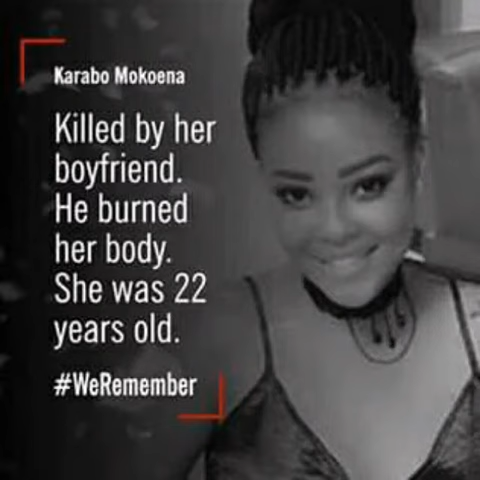 Karabo Mokoena
Killed by her
boyfriend.
He burned
her body.
She was 22
years old.
#WeRemember